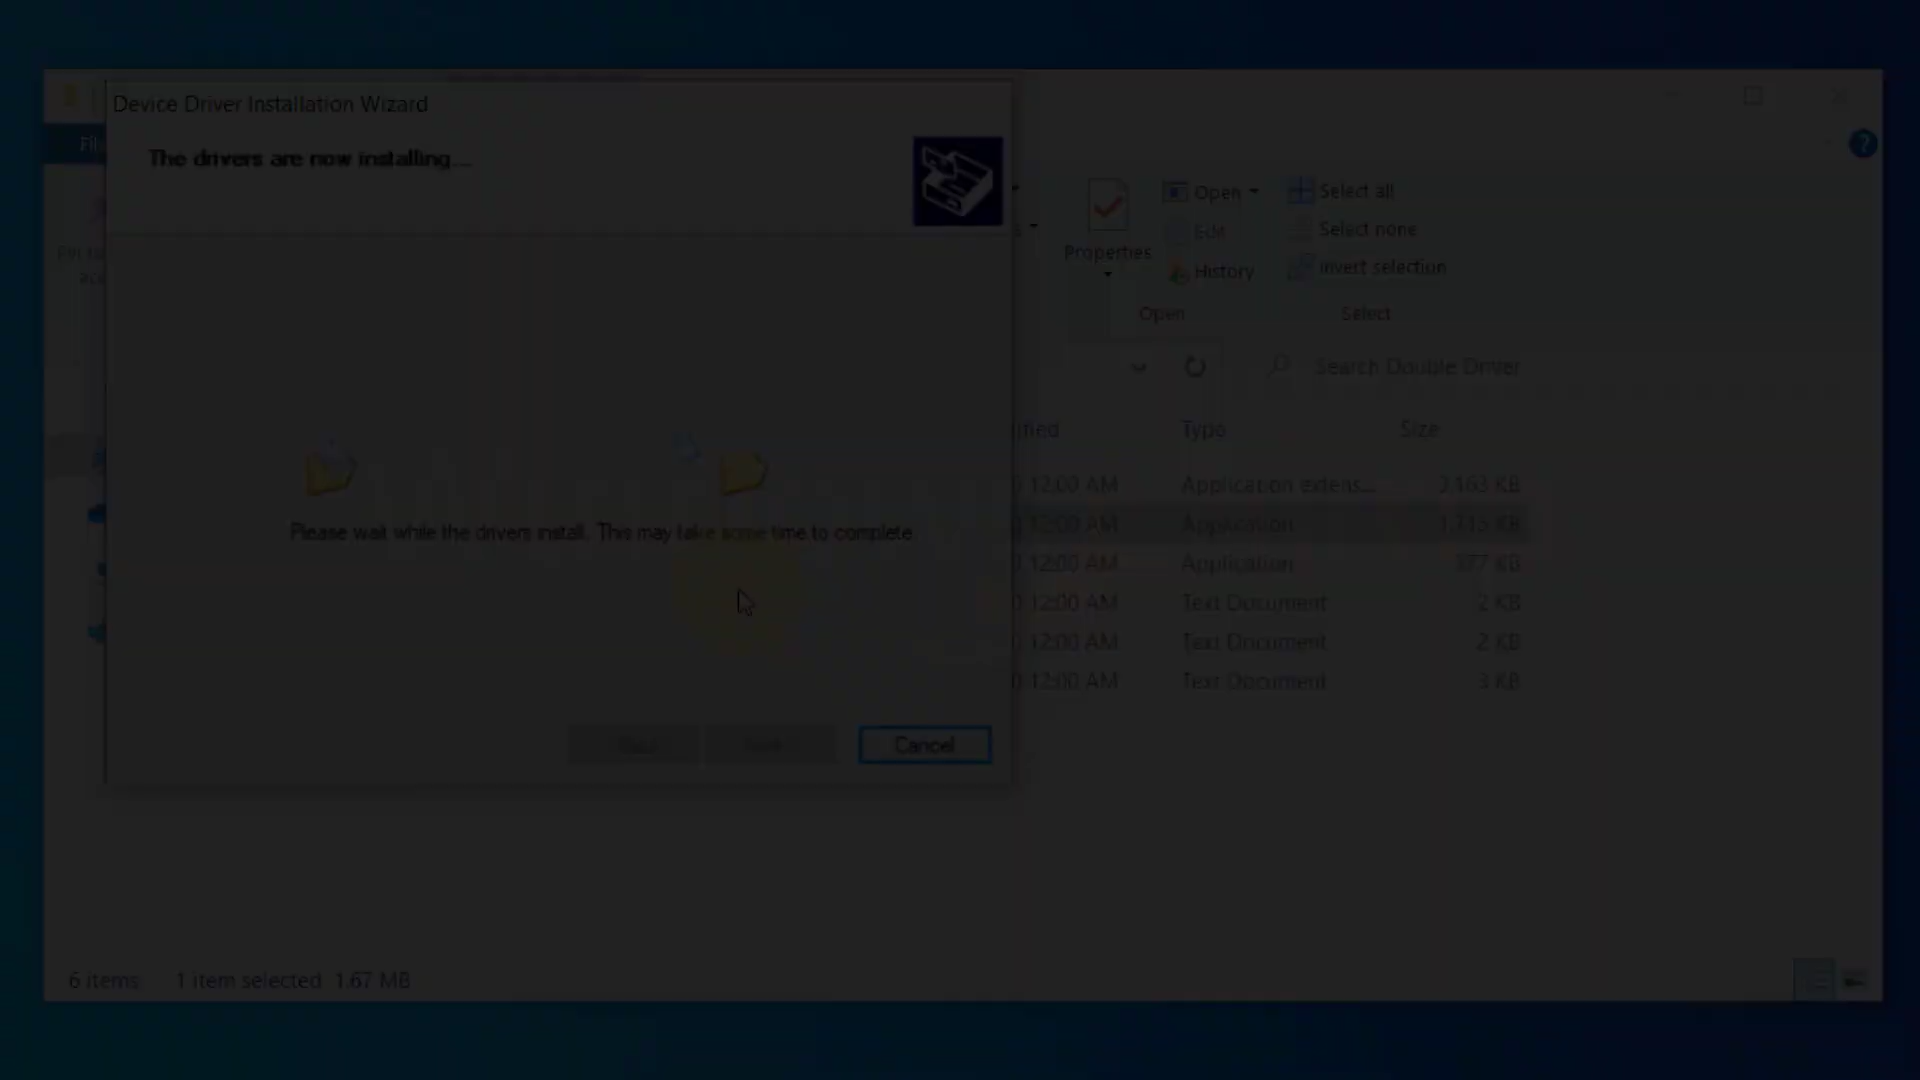 Device Driver Installation Wizard
The drivers are now installing...
Open
Select all
Edit
Select none
Properties
History
Invert selection
Open
Select
Search Double Driver
Type
Size
12:00 AM
Application extens...
3,162 KB
12:00 AM
Application
1,715 KB
Please wait while the drivers install. This may take some time to complete.
12:00 AM
Application
377 KB
12:00 AM
Text Document
2 KB
12:00 AM
Text Document
2 KB
12:00 AM
Text Document
3 KB
Cancel
6 items
1 item selected 1.67 MB